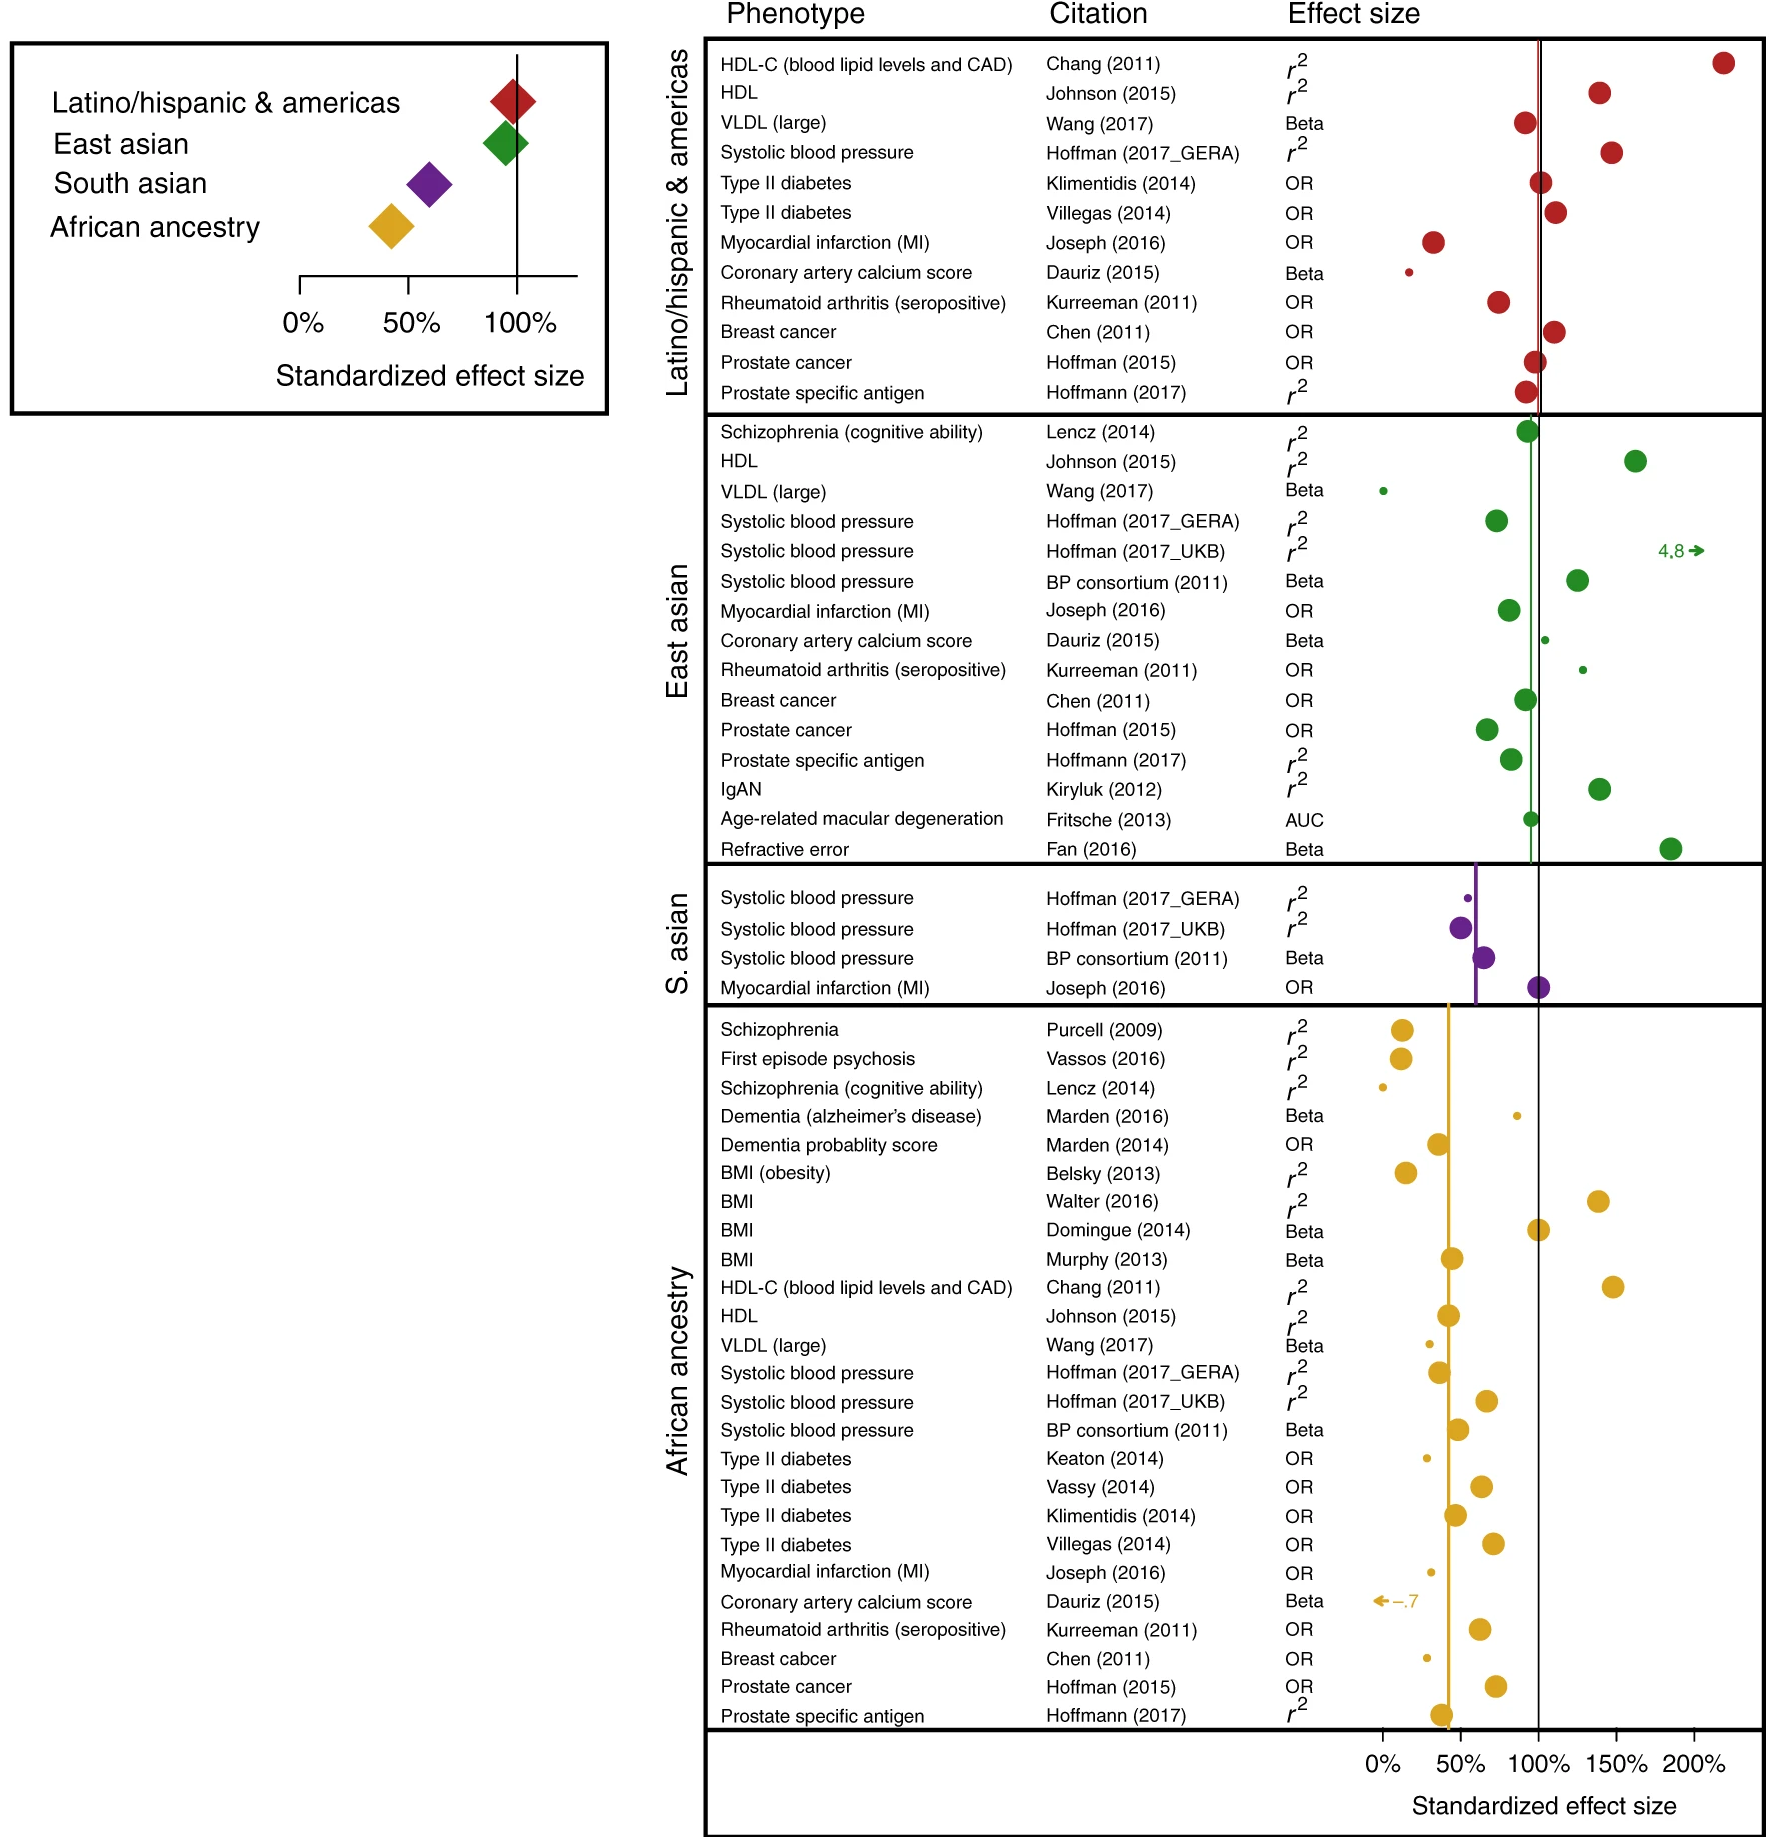 Latino/hispanic & americas
East asian
South asian
African ancestry
0% 50% 100%
Standardized effect size
Phenotype Citation Effect size
Latino/hispanic & americas
HDL-C (blood lipid levels and CAD) Chang (2011) r2
HDL Johnson (2015) r2
VLDL (large) Wang (2017) Beta
Systolic blood pressure Hoffman (2017_GERA) r2
Type II diabetes Klimentidis (2014) OR
Type II diabetes Villegas (2014) OR
Myocardial infarction (MI) Joseph (2016) OR
Coronary artery calcium score Dauriz (2015) Beta
Rheumatoid arthritis (seropositive) Kurreeman (2011) OR
Breast cancer Chen (2011) OR
Prostate cancer Hoffman (2015) OR
Prostate specific antigen Hoffmann (2017) r2
East asian
Schizophrenia (cognitive ability) Lencz (2014) r2
HDL Johnson (2015) r2
VLDL (large) Wang (2017) Beta
Systolic blood pressure Hoffman (2017_GERA) r2
Systolic blood pressure Hoffman (2017_UKB) r2 4.8
Systolic blood pressure BP consortium (2011) Beta
Myocardial infarction (MI) Joseph (2016) OR
Coronary artery calcium score Dauriz (2015) Beta
Rheumatoid arthritis (seropositive) Kurreeman (2011) OR
Breast cancer Chen (2011) OR
Prostate cancer Hoffman (2015) OR
Prostate specific antigen Hoffmann (2017) r2
IgAN Kiryluk (2012) r2
Age-related macular degeneration Fritsche (2013) AUC
Refractive error Fan (2016) Beta
S. asian
Systolic blood pressure Hoffman (2017_GERA) r2
Systolic blood pressure Hoffman (2017_UKB) r2
Systolic blood pressure BP consortium (2011) Beta
Myocardial infarction (MI) Joseph (2016) OR
African ancestry
Schizophrenia Purcell (2009) r2
First episode psychosis Vassos (2016) r2
Schizophrenia (cognitive ability) Lencz (2014) r2
Dementia (alzheimer's disease) Marden (2016) Beta
Dementia probablity score Marden (2014) OR
BMI (obesity) Belsky (2013) r2
BMI Walter (2016) r2
BMI Domingue (2014) Beta
BMI Murphy (2013) Beta
HDL-C (blood lipid levels and CAD) Chang (2011) r2
HDL Johnson (2015) r2
VLDL (large) Wang (2017) Beta
Systolic blood pressure Hoffman (2017_GERA) r2
Systolic blood pressure Hoffman (2017_UKB) r2
Systolic blood pressure BP consortium (2011) Beta
Type II diabetes Keaton (2014) OR
Type II diabetes Vassy (2014) OR
Type II diabetes Klimentidis (2014) OR
Type II diabetes Villegas (2014) OR
Myocardial infarction (MI) Joseph (2016) OR
Coronary artery calcium score Dauriz (2015) Beta –.7
Rheumatoid arthritis (seropositive) Kurreeman (2011) OR
Breast cabcer Chen (2011) OR
Prostate cancer Hoffman (2015) OR
Prostate specific antigen Hoffmann (2017) r2
0% 50% 100% 150% 200%
Standardized effect size